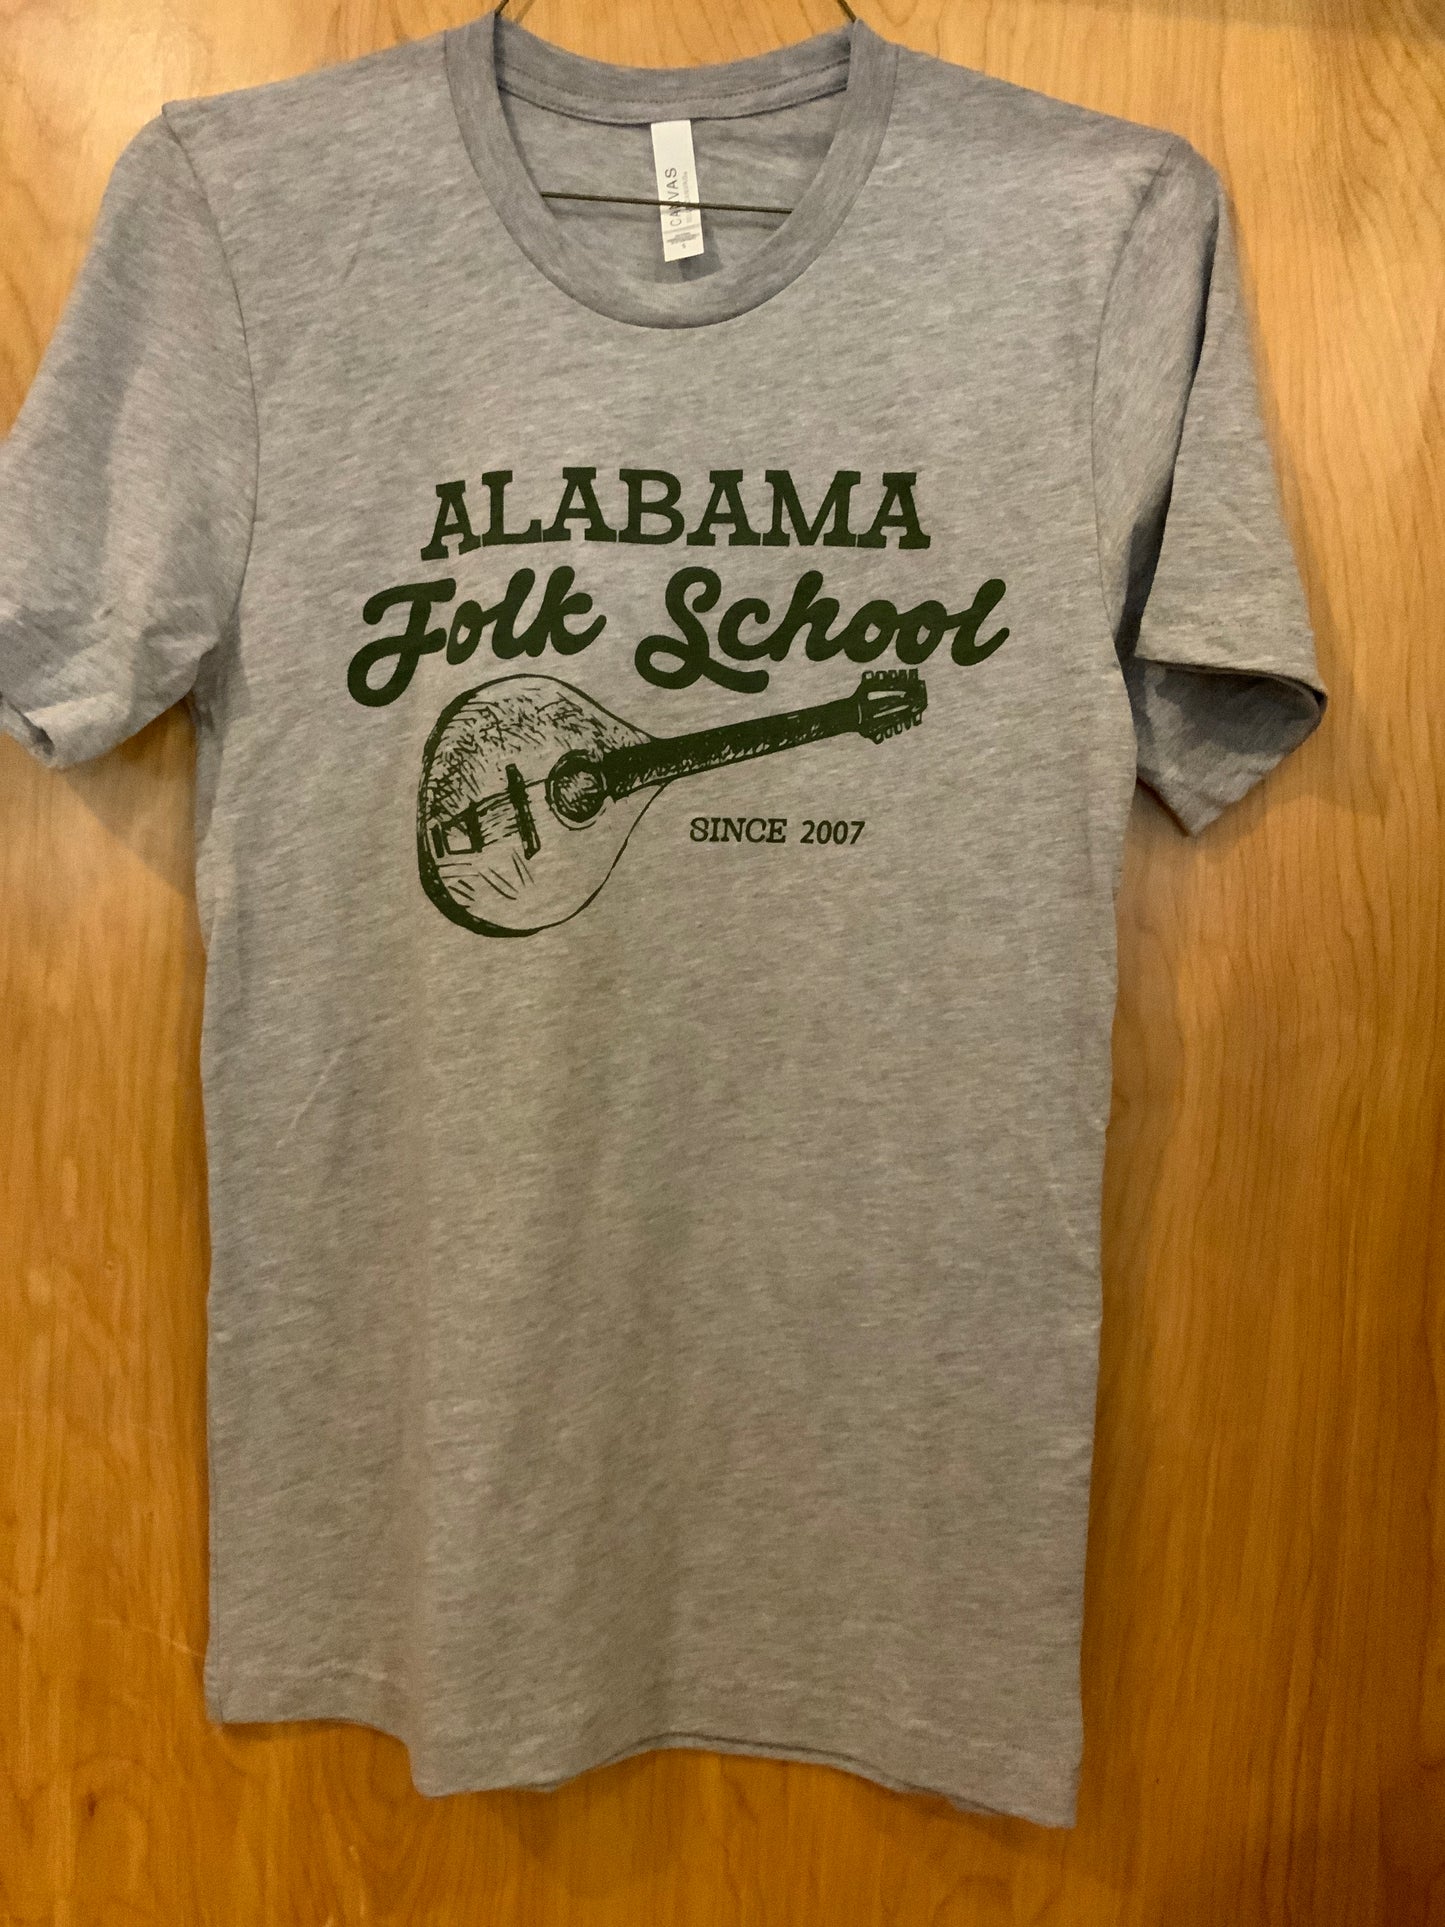 CANVAS
S
ALABAMA
Folk School
SINCE 2007